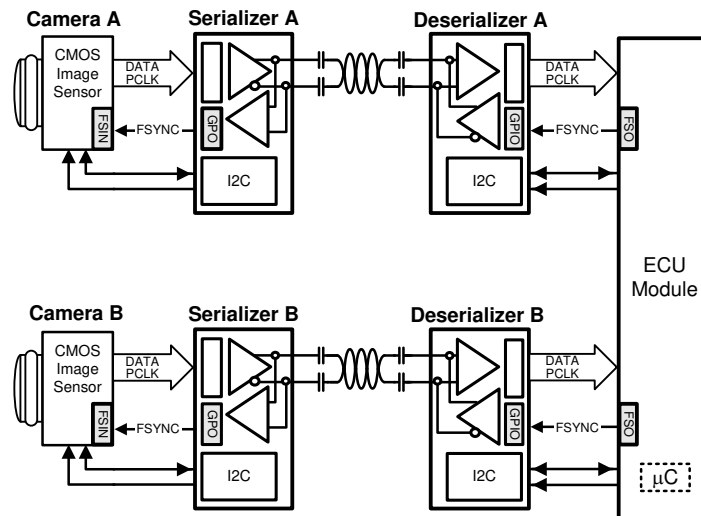 Camera A
Serializer A
Deserializer A
CMOS
Image
Sensor
DATA
PCLK
DATA
PCLK
FSIN
FSYNC
GPO
GPIO
FSYNC
FSO
I2C
I2C
ECU
Module
Camera B
Serializer B
Deserializer B
CMOS
Image
Sensor
DATA
PCLK
DATA
PCLK
FSIN
FSYNC
GPO
GPIO
FSYNC
FSO
I2C
I2C
μC